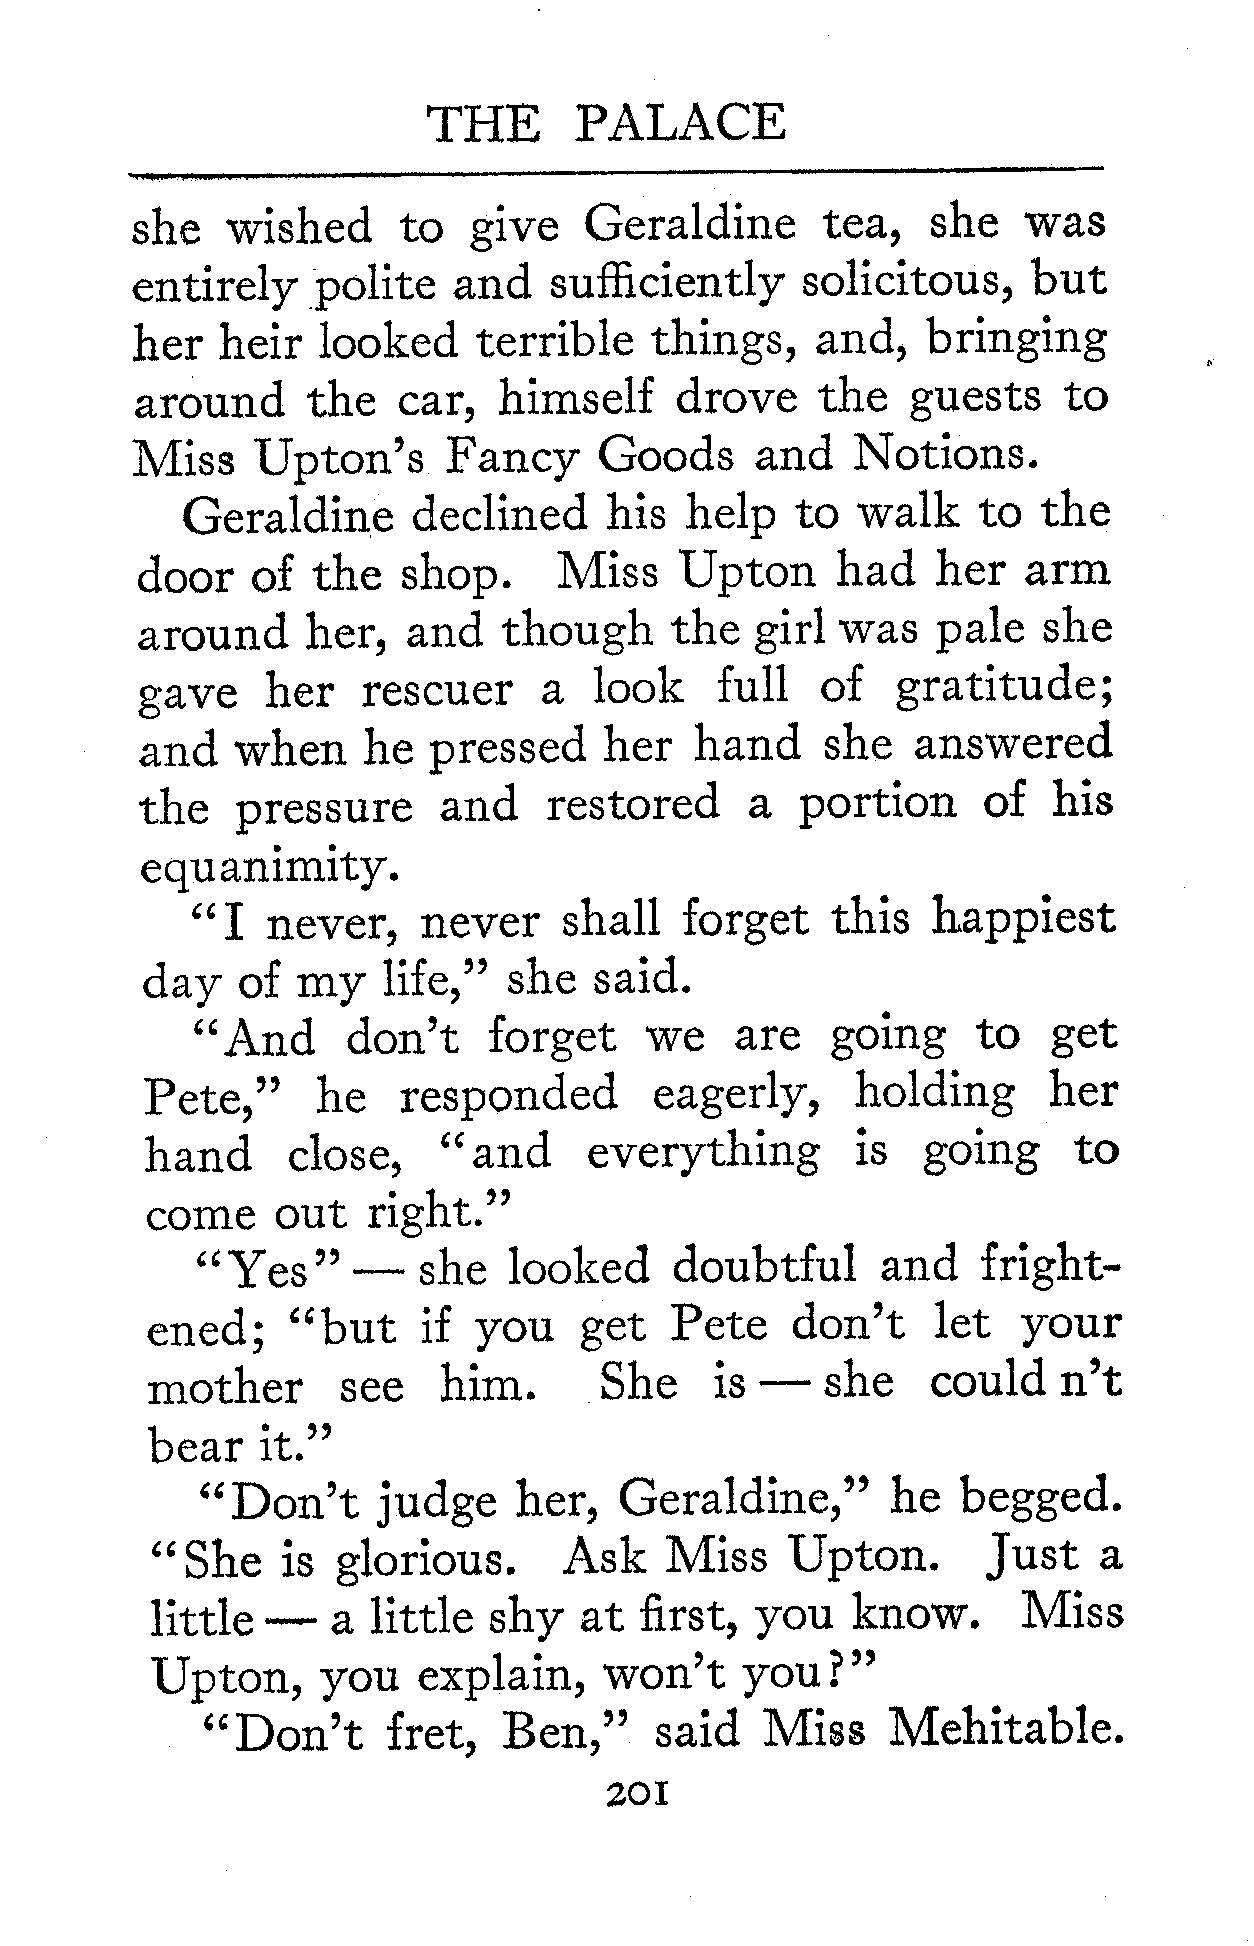 THE PALACE
she wished to give Geraldine tea, she was
entirely polite and sufficiently solicitous, but
her heir looked terrible things, and, bringing
around the car, himself drove the guests to
Miss Upton's Fancy Goods and Notions.
Geraldine declined his help to walk to the
door of the shop. Miss Upton had her arm
around her, and though the girl was pale she
gave her rescuer a look full of gratitude;
and when he pressed her hand she answered
the pressure and restored a portion of his
equanimity.
"I never, never shall forget this happiest
day of my life," she said.
"And don't forget we are going to get
Pete," he responded eagerly, holding her
hand close, "and everything is going to
come out right."
"Yes" — she looked doubtful and fright-
ened; "but if you get Pete don't let your
mother see him. She is — she could n't
bear it."
"Don't judge her, Geraldine," he begged.
"She is glorious. Ask Miss Upton. Just a
little — a little shy at first, you know. Miss
Upton, you explain, won't you?"
"Don't fret, Ben," said Miss Mehitable.
201